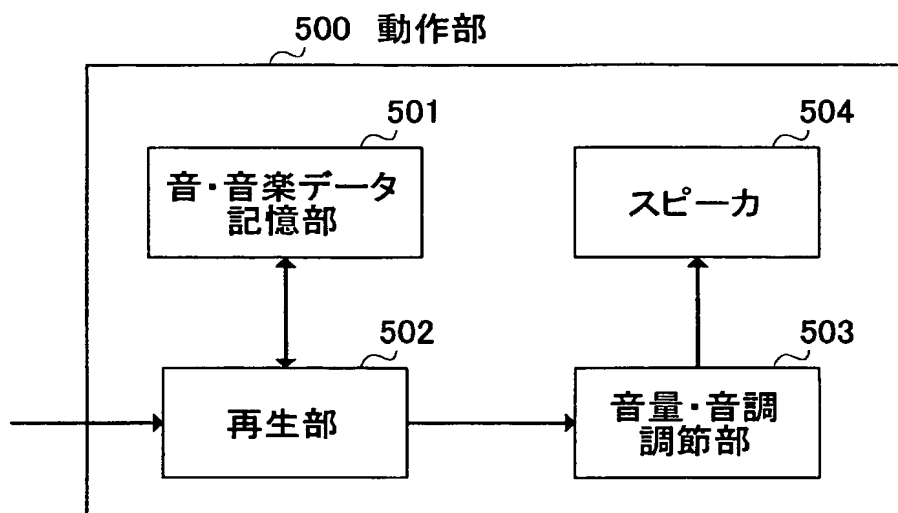 500 動作部
501
音・音楽データ
記憶部
504
スピーカ
502
再生部
503
音量・音調
調節部